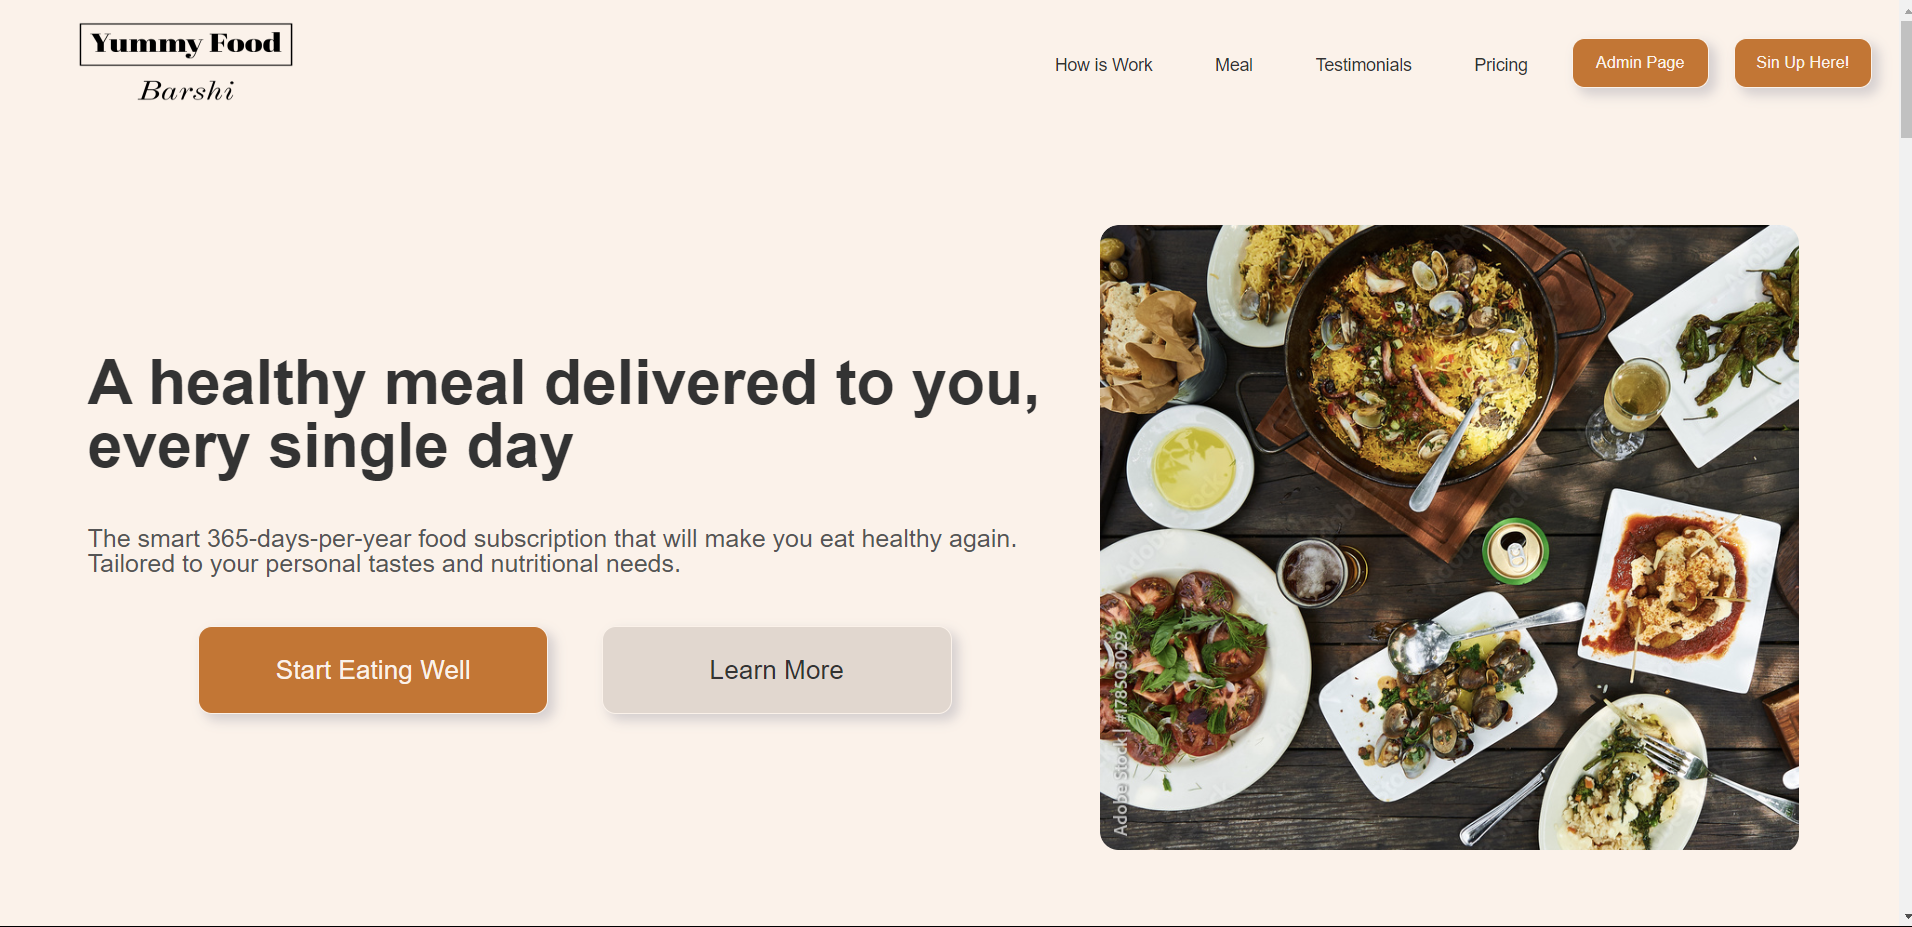 Yummy Food
Barshi
How is Work
Meal
Testimonials
Pricing
Admin Page
Sin Up Here!
A healthy meal delivered to you,
every single day
The smart 365-days-per-year food subscription that will make you eat healthy again.
Tailored to your personal tastes and nutritional needs.
Start Eating Well
Learn More
Adobe Stock | #178503029